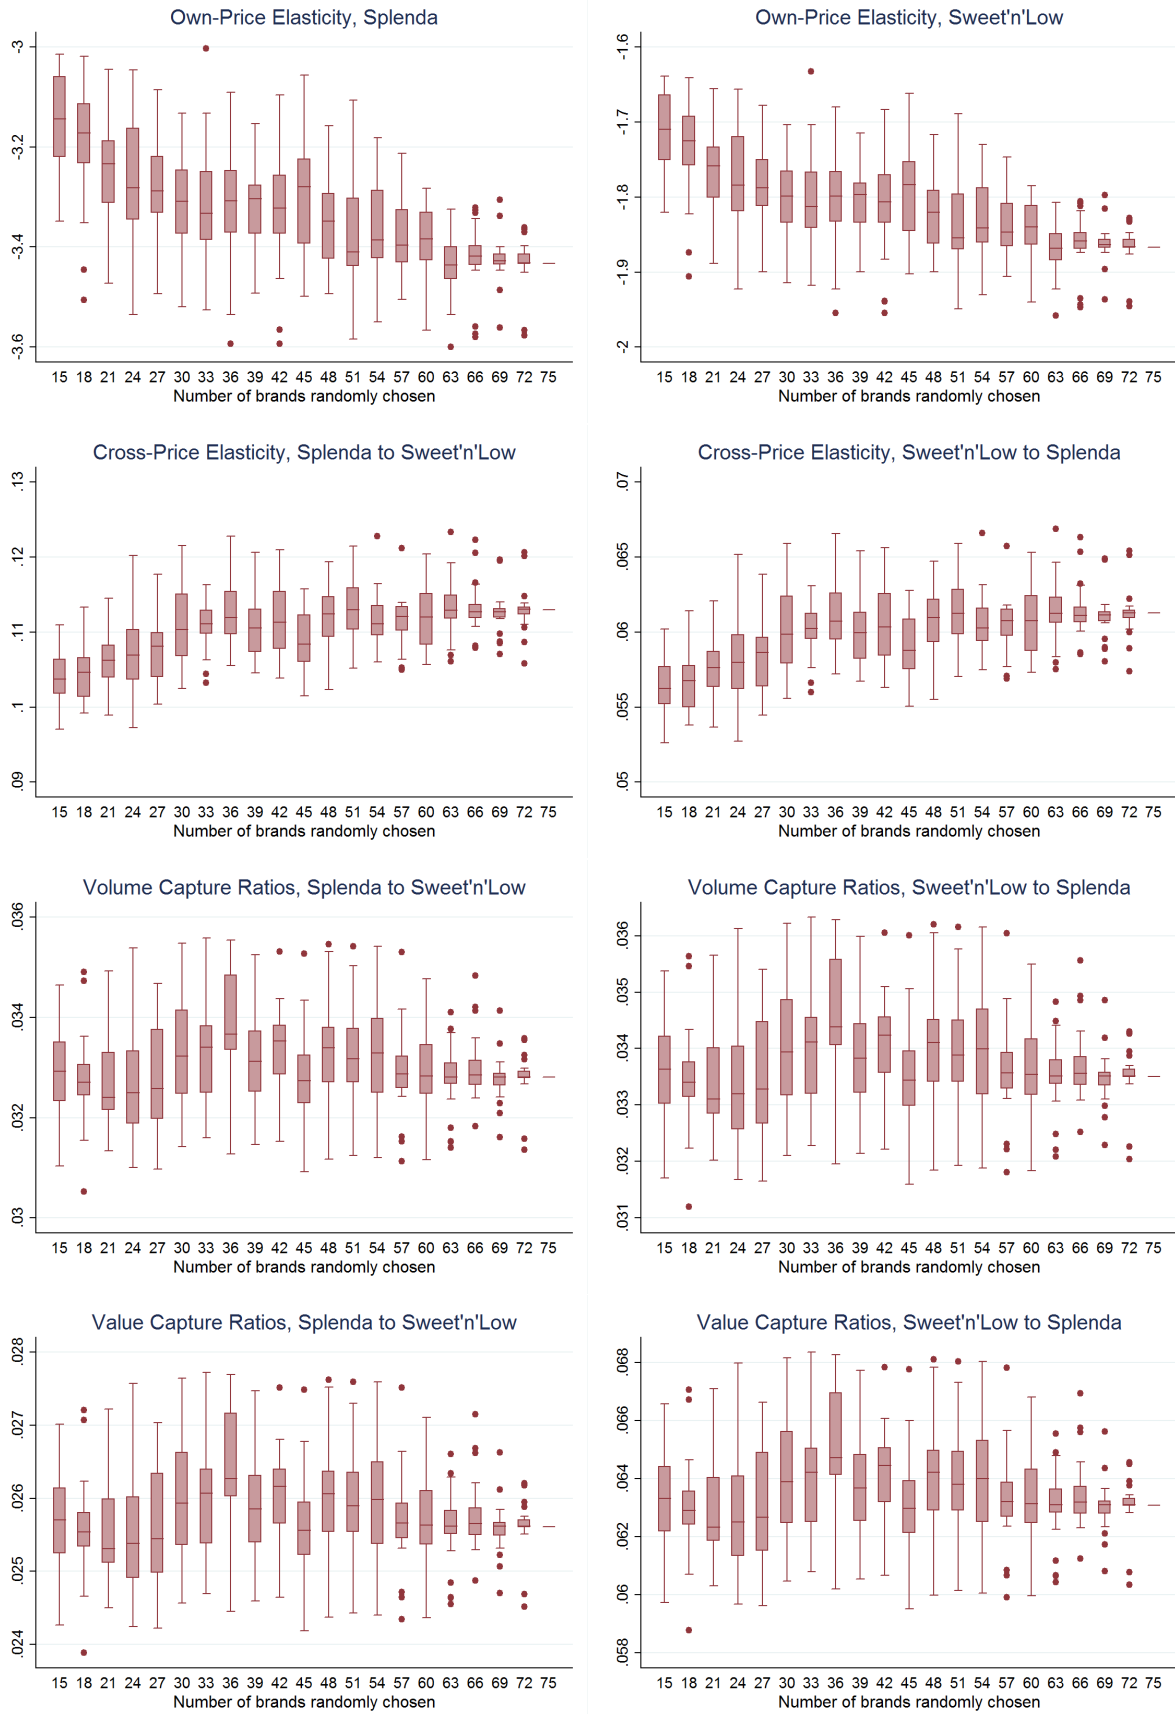 Own-Price Elasticity, Splenda
-3
-3.2
-3.4
-3.6
15 18 21 24 27 30 33 36 39 42 45 48 51 54 57 60 63 66 69 72 75
Number of brands randomly chosen
Own-Price Elasticity, Sweet'n'Low
-1.6
-1.7
-1.8
-1.9
-2
15 18 21 24 27 30 33 36 39 42 45 48 51 54 57 60 63 66 69 72 75
Number of brands randomly chosen
Cross-Price Elasticity, Splenda to Sweet'n'Low
.13
.12
.11
.1
.09
15 18 21 24 27 30 33 36 39 42 45 48 51 54 57 60 63 66 69 72 75
Number of brands randomly chosen
Cross-Price Elasticity, Sweet'n'Low to Splenda
.07
.065
.06
.055
.05
15 18 21 24 27 30 33 36 39 42 45 48 51 54 57 60 63 66 69 72 75
Number of brands randomly chosen
Volume Capture Ratios, Splenda to Sweet'n'Low
.036
.034
.032
.03
15 18 21 24 27 30 33 36 39 42 45 48 51 54 57 60 63 66 69 72 75
Number of brands randomly chosen
Volume Capture Ratios, Sweet'n'Low to Splenda
.036
.035
.034
.033
.032
.031
15 18 21 24 27 30 33 36 39 42 45 48 51 54 57 60 63 66 69 72 75
Number of brands randomly chosen
Value Capture Ratios, Splenda to Sweet'n'Low
.028
.027
.026
.025
.024
15 18 21 24 27 30 33 36 39 42 45 48 51 54 57 60 63 66 69 72 75
Number of brands randomly chosen
Value Capture Ratios, Sweet'n'Low to Splenda
.068
.066
.064
.062
.06
.058
15 18 21 24 27 30 33 36 39 42 45 48 51 54 57 60 63 66 69 72 75
Number of brands randomly chosen